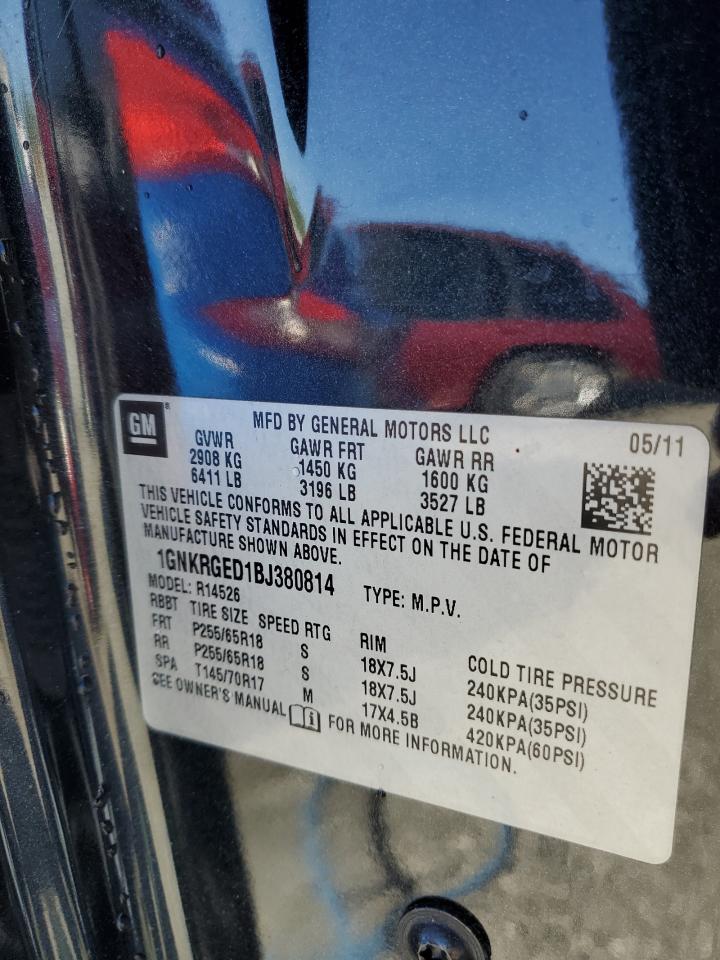 GM ®
MFD BY GENERAL MOTORS LLC 05/11
GVWR GAWR FRT GAWR RR
2908 KG 1450 KG 1600 KG
6411 LB 3196 LB 3527 LB
THIS VEHICLE CONFORMS TO ALL APPLICABLE U.S. FEDERAL MOTOR
VEHICLE SAFETY STANDARDS IN EFFECT ON THE DATE OF
MANUFACTURE SHOWN ABOVE.
1GNKRGED1BJ380814 TYPE: M.P.V.
MODEL: R14526
RBBT TIRE SIZE SPEED RTG RIM COLD TIRE PRESSURE
FRT P255/65R18 S 18X7.5J 240KPA(35PSI)
RR P255/65R18 S 18X7.5J 240KPA(35PSI)
SPA T145/70R17 M 17X4.5B 420KPA(60PSI)
SEE OWNER'S MANUAL FOR MORE INFORMATION.